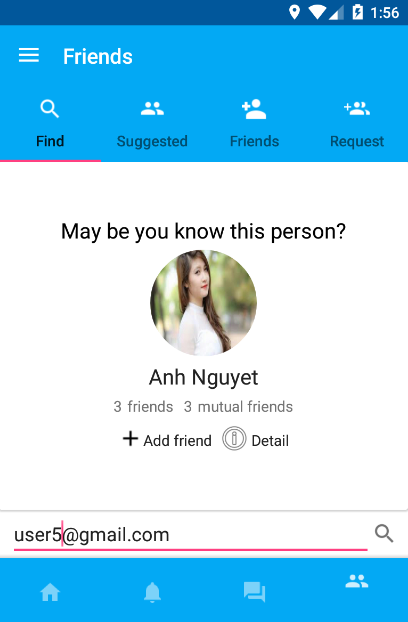 1:56
Friends
Find Suggested Friends Request
May be you know this person?
Anh Nguyet
3 friends 3 mutual friends
Add friend Detail
user5@gmail.com